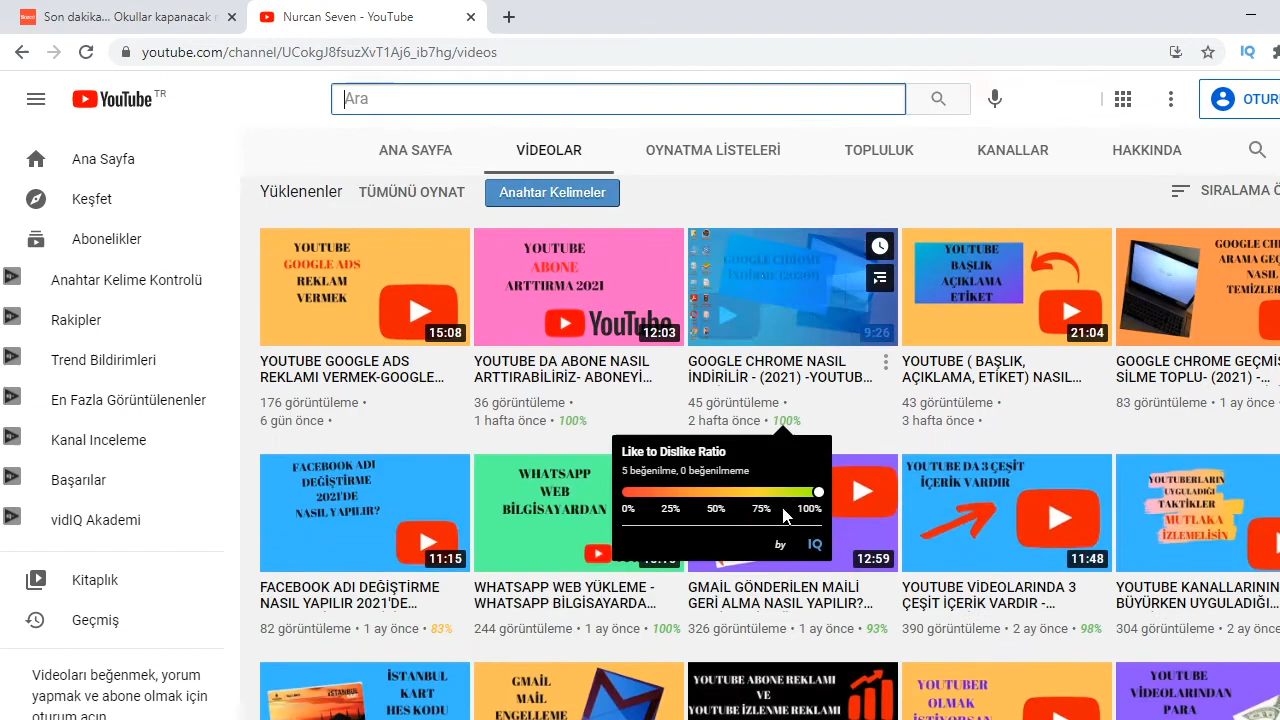 Son dakika... Okullar kapanacak
Nurcan Seven - YouTube
youtube.com/channel/UCokgJ8fsuzXvT1Aj6_ib7hg/videos
IQ
YouTube TR
Ara
OTUR
Ana Sayfa
Keşfet
Abonelikler
Anahtar Kelime Kontrolü
Rakipler
Trend Bildirimleri
En Fazla Görüntülenenler
Kanal Inceleme
Başarılar
vidIQ Akademi
Kitaplık
Geçmiş
Videoları beğenmek, yorum
yapmak ve abone olmak için
oturum açın
ANA SAYFA
VİDEOLAR
OYNATMA LİSTELERİ
TOPLULUK
KANALLAR
HAKKINDA
Yüklenenler
TÜMÜNÜ OYNAT
Anahtar Kelimeler
SIRALAMA Ö
YOUTUBE
GOOGLE ADS
REKLAM
VERMEK
15:08
YOUTUBE GOOGLE ADS
REKLAMI VERMEK-GOOGLE...
176 görüntüleme •
6 gün önce •
YOUTUBE
ABONE
ARTTIRMA 2021
YouTube
12:03
YOUTUBE DA ABONE NASIL
ARTTIRABİLİRİZ- ABONEYİ...
36 görüntüleme •
1 hafta önce • 100%
GOOGLE CHROME
İNDİRME (2020)
9:26
GOOGLE CHROME NASIL
İNDİRİLİR - (2021) -YOUTUB...
45 görüntüleme •
2 hafta önce • 100%
YOUTUBE
BAŞLIK
AÇIKLAMA
ETİKET
21:04
YOUTUBE ( BAŞLIK,
AÇIKLAMA, ETİKET) NASIL...
43 görüntüleme •
3 hafta önce •
GOOGLE CH
ARAMA GEÇ
NASIL
TEMİZLER
GOOGLE CHROME GEÇMİŞ
SİLME TOPLU- (2021) -...
83 görüntüleme • 1 ay önce •
Like to Dislike Ratio
5 beğenilme, 0 beğenilmeme
0% 25% 50% 75% 100%
by IQ
FACEBOOK ADI
DEĞİŞTİRME
2021'DE
NASIL YAPILIR?
11:15
FACEBOOK ADI DEĞİŞTİRME
NASIL YAPILIR 2021'DE...
82 görüntüleme • 1 ay önce • 83%
WHATSAPP
WEB
BİLGİSAYARDAN
WHATSAPP WEB YÜKLEME -
WHATSAPP BİLGİSAYARDA...
244 görüntüleme • 1 ay önce • 100%
12:59
GMAİL GÖNDERİLEN MAİLİ
GERİ ALMA NASIL YAPILIR?...
326 görüntüleme • 1 ay önce • 93%
YOUTUBE DA 3 ÇEŞİT
İÇERİK VARDIR
11:48
YOUTUBE VİDEOLARINDA 3
ÇEŞİT İÇERİK VARDIR -...
390 görüntüleme • 2 ay önce • 98%
YOUTUBERLARIN
UYGULADIĞI
TAKTİKLER
MUTLAKA
İZLEMELİSİN
YOUTUBE KANALLARININ
BÜYÜRKEN UYGULADIĞI...
304 görüntüleme • 2 ay önce
İSTANBUL
KART
HES KODU
GMAİL
MAİL
ENGELLEME
YOUTUBE ABONE REKLAMI
VE
YOUTUBE İZLENME REKLAMI
YOUTUBER
OLMAK
İSTİYORSAN
YOUTUBE
VİDEOLARINDAN
PARA